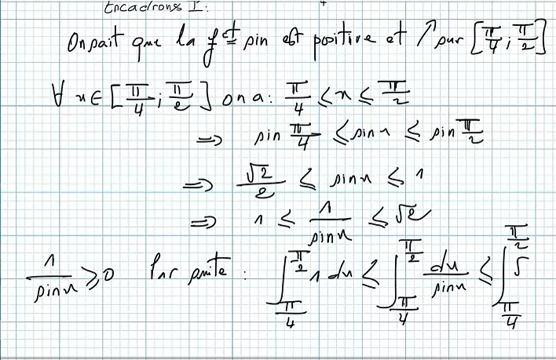 Encadrons I :
On sait que la fct sin est positive et ↗ sur [π/4 ; π/2]
∀ x ∈ [π/4 ; π/2] on a : π/4 ≤ x ≤ π/2
⇒ sin π/4 ≤ sin x ≤ sin π/2
⇒ √2/2 ≤ sin x ≤ 1
⇒ 1 ≤ 1/sin x ≤ √2
1/sin x ≥ 0 Par suite : ∫_{π/4}^{π/2} 1 dx ≤ ∫_{π/4}^{π/2} dx/sin x ≤ ∫_{π/4}^{π/2}